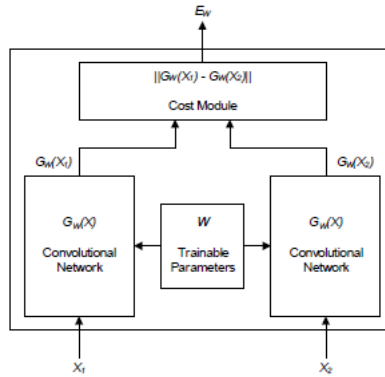 E_W
||G_W(X_1) - G_W(X_2)||
Cost Module
G_W(X_1)
G_W(X_2)
G_W(X)
Convolutional
Network
W
Trainable
Parameters
G_W(X)
Convolutional
Network
X_1
X_2